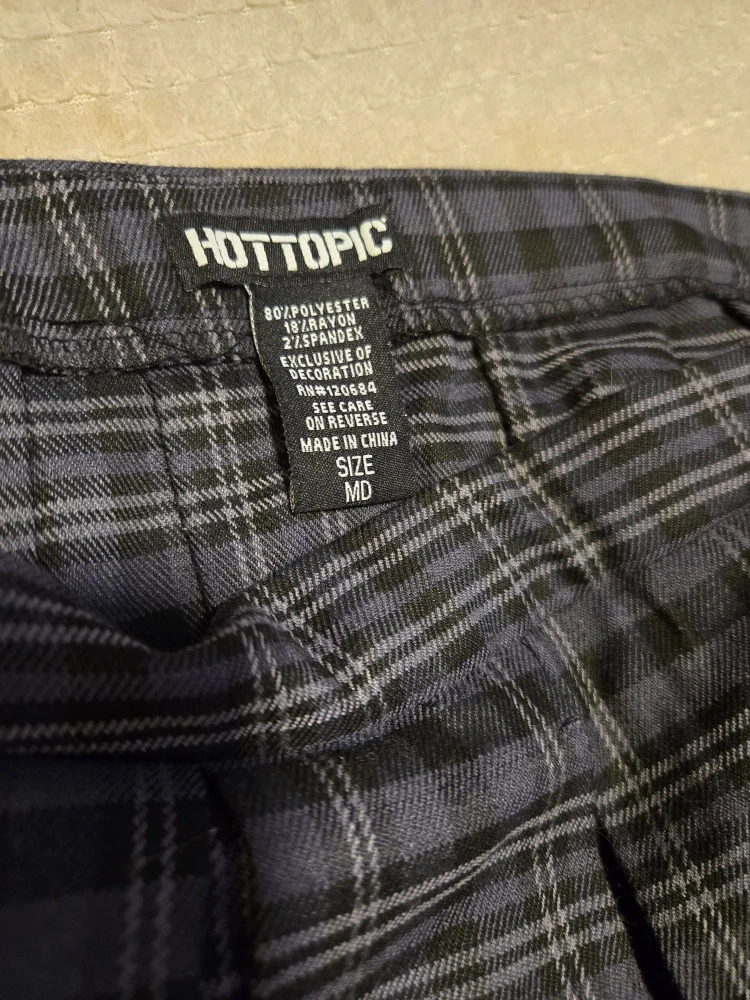 HOTTOPIC
80%POLYESTER
18%RAYON
2%SPANDEX
EXCLUSIVE OF
DECORATION
RN#120684
SEE CARE
ON REVERSE
MADE IN CHINA
SIZE
MD